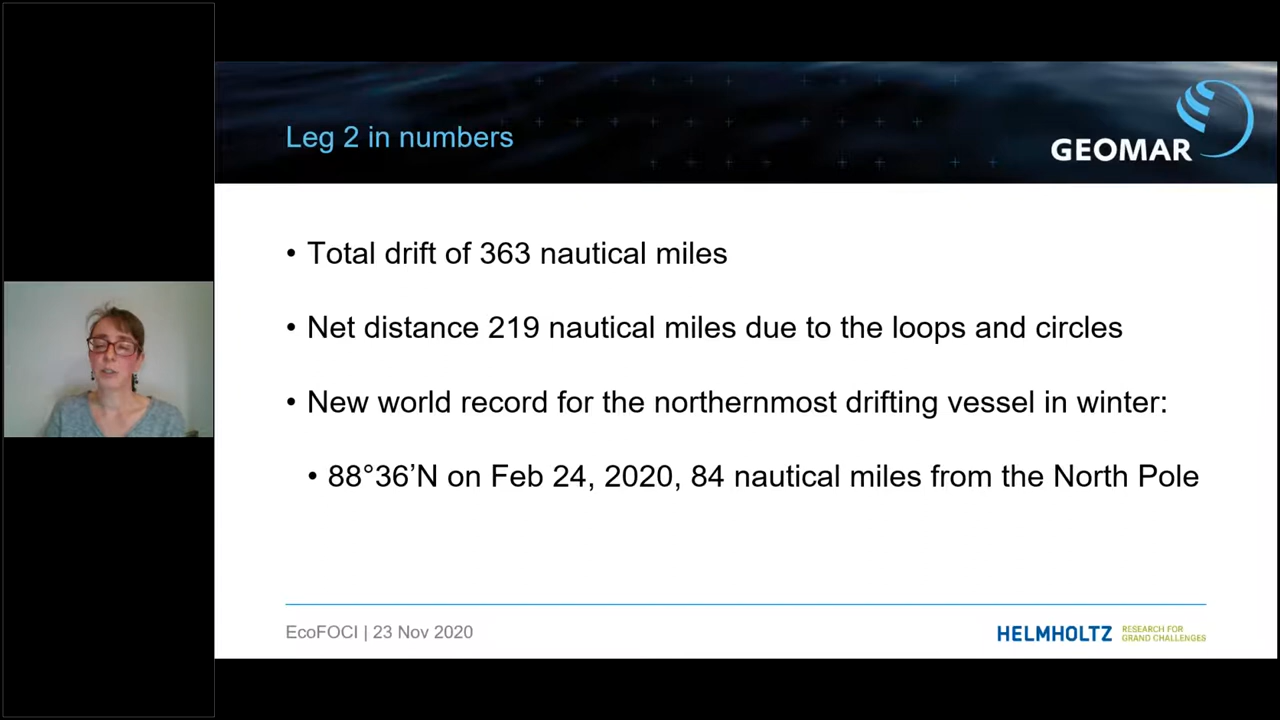 Leg 2 in numbers
GEOMAR
• Total drift of 363 nautical miles
• Net distance 219 nautical miles due to the loops and circles
• New world record for the northernmost drifting vessel in winter:
• 88°36’N on Feb 24, 2020, 84 nautical miles from the North Pole
EcoFOCI | 23 Nov 2020
HELMHOLTZ
RESEARCH FOR
GRAND CHALLENGES